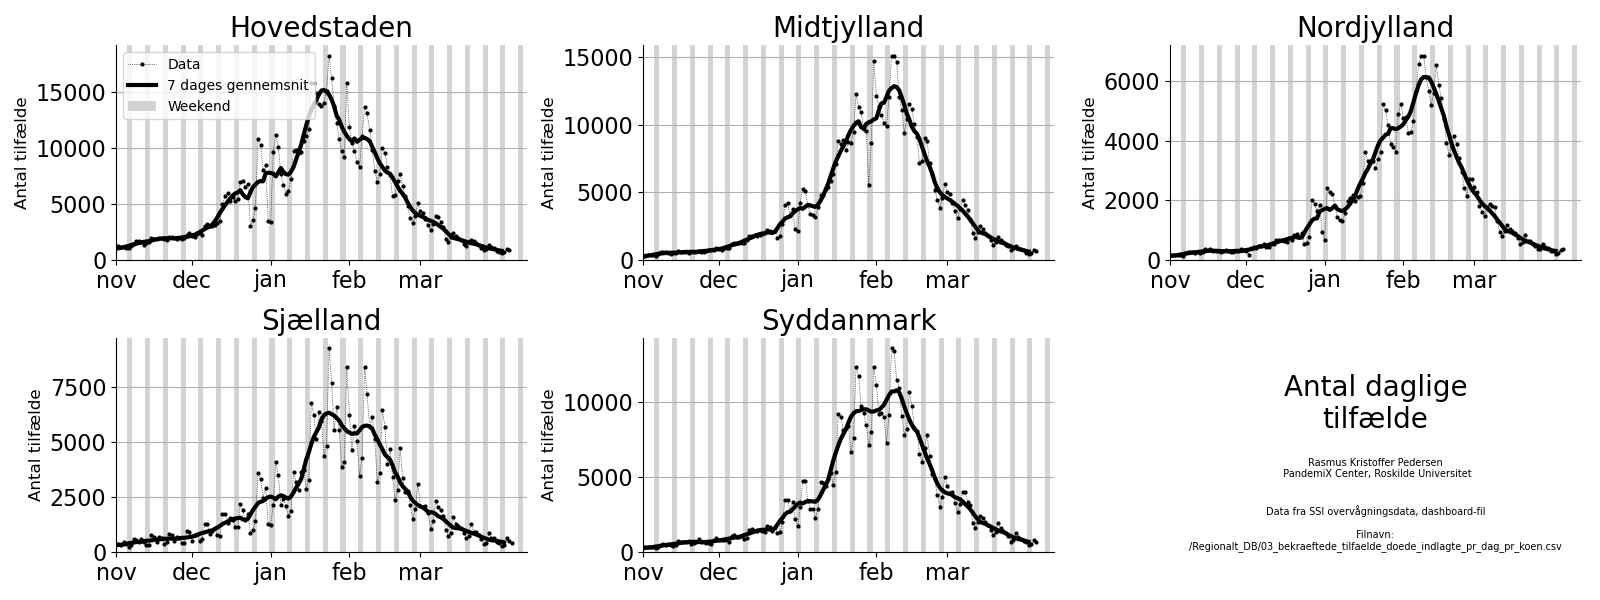 Hovedstaden
Antal tilfælde
15000
10000
5000
0
Data
7 dages gennemsnit
Weekend
nov dec jan feb mar
Midtjylland
Antal tilfælde
15000
10000
5000
0
nov dec jan feb mar
Nordjylland
Antal tilfælde
6000
4000
2000
0
nov dec jan feb mar
Sjælland
Antal tilfælde
7500
5000
2500
0
nov dec jan feb mar
Syddanmark
Antal tilfælde
10000
5000
0
nov dec jan feb mar
Antal daglige
tilfælde
Rasmus Kristoffer Pedersen
PandemiX Center, Roskilde Universitet
Data fra SSI overvågningsdata, dashboard-fil
Filnavn:
/Regionalt_DB/03_bekraeftede_tilfaelde_doede_indlagte_pr_dag_pr_koen.csv